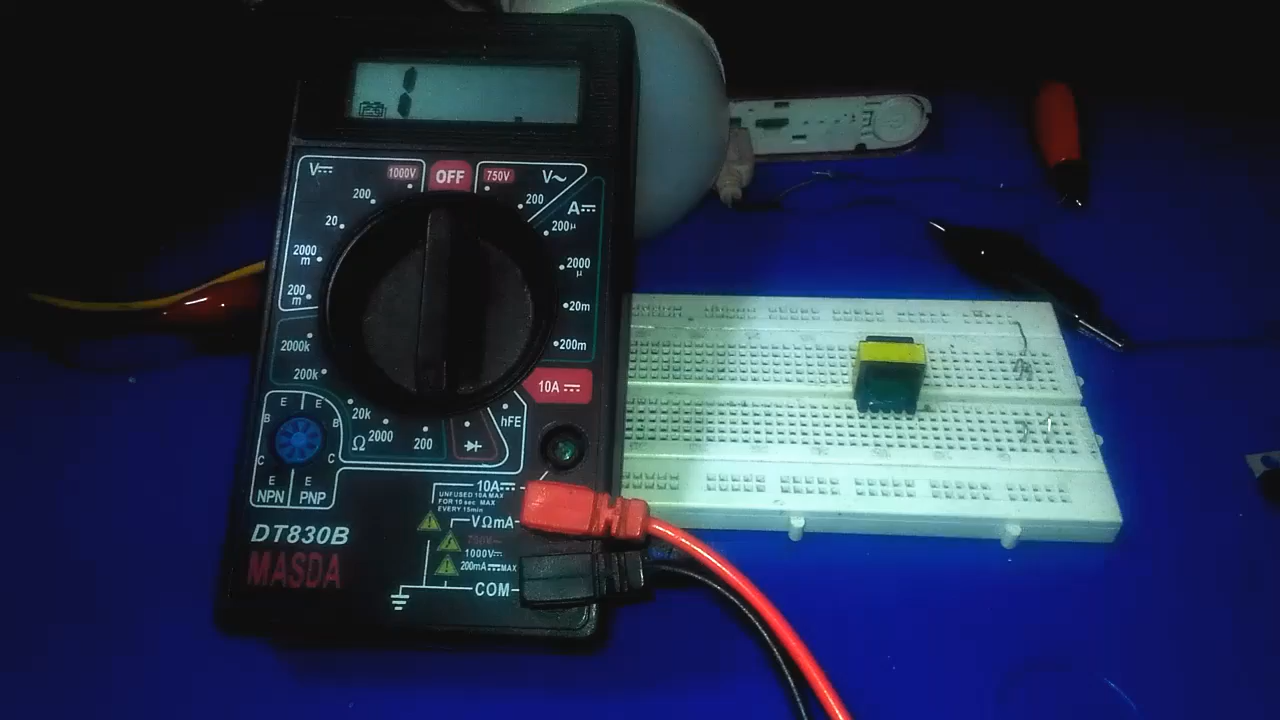 1
V⎓ 1000V OFF 750V V~
200 200
20 A⎓
200µ
2000
m 2000
µ
200
m 20m
2000k 200m
200k 10A⎓
20k hFE
Ω 2000 200
E E
B B
C C
E E
NPN PNP
10A⎓
UNFUSED 10A MAX
FOR 10 sec MAX
EVERY 15min
VΩmA
DT830B
1000V⎓
MASDA
200mA⎓MAX
COM